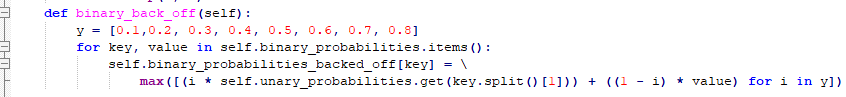 def binary_back_off(self):
y = [0.1,0.2, 0.3, 0.4, 0.5, 0.6, 0.7, 0.8]
for key, value in self.binary_probabilities.items():
self.binary_probabilities_backed_off[key] = \
max([(i * self.unary_probabilities.get(key.split()[1])) + ((1 - i) * value) for i in y])